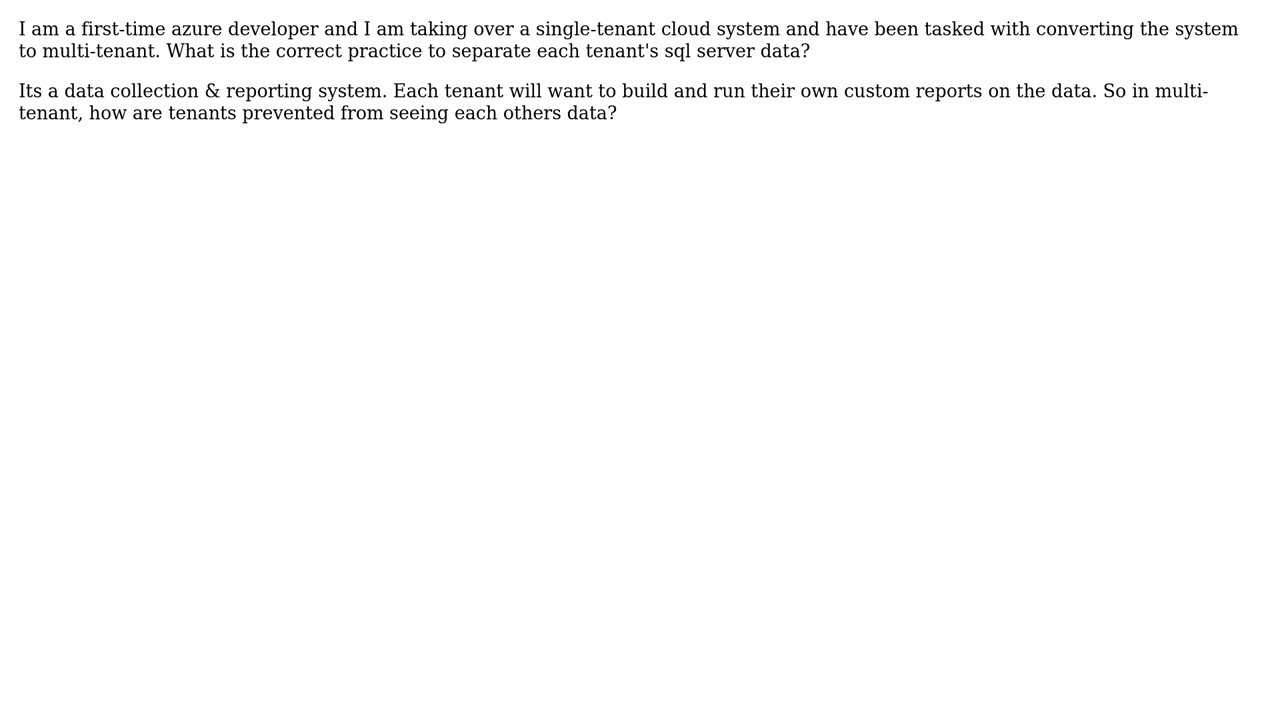 I am a first-time azure developer and I am taking over a single-tenant cloud system and have been tasked with converting the system
to multi-tenant. What is the correct practice to separate each tenant's sql server data?
Its a data collection & reporting system. Each tenant will want to build and run their own custom reports on the data. So in multi-
tenant, how are tenants prevented from seeing each others data?